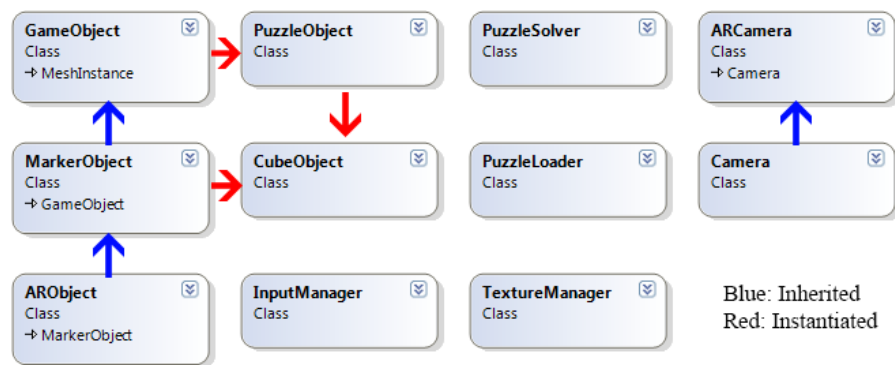 GameObject
Class
→ MeshInstance
PuzzleObject
Class
PuzzleSolver
Class
ARCamera
Class
→ Camera
MarkerObject
Class
→ GameObject
CubeObject
Class
PuzzleLoader
Class
Camera
Class
ARObject
Class
→ MarkerObject
InputManager
Class
TextureManager
Class
Blue: Inherited
Red: Instantiated